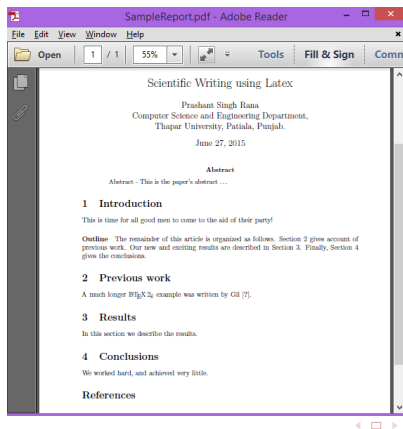 SampleReport.pdf - Adobe Reader
File Edit View Window Help
Open 1 / 1 55% Tools Fill & Sign Comn
Scientific Writing using Latex
Prashant Singh Rana
Computer Science and Engineering Department,
Thapar University, Patiala, Punjab.
June 27, 2015
Abstract
Abstract - This is the paper's abstract ...
1 Introduction
This is time for all good men to come to the aid of their party!
Outline The remainder of this article is organized as follows. Section 2 gives account of
previous work. Our new and exciting results are described in Section 3. Finally, Section 4
gives the conclusions.
2 Previous work
A much longer LATEX 2ε example was written by Gil [?].
3 Results
In this section we describe the results.
4 Conclusions
We worked hard, and achieved very little.
References